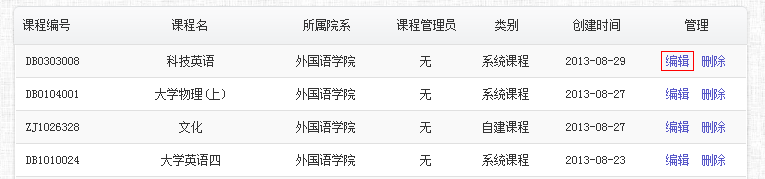 课程编号 课程名 所属院系 课程管理员 类别 创建时间 管理
DB0303008 科技英语 外国语学院 无 系统课程 2013-08-29 编辑 删除
DB0104001 大学物理(上) 外国语学院 无 系统课程 2013-08-27 编辑 删除
ZJ1026328 文化 外国语学院 无 自建课程 2013-08-27 编辑 删除
DB1010024 大学英语四 外国语学院 无 系统课程 2013-08-23 编辑 删除